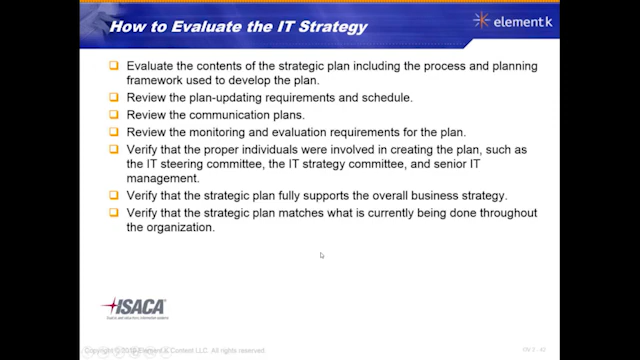 How to Evaluate the IT Strategy
element k
Evaluate the contents of the strategic plan including the process and planning
framework used to develop the plan.
Review the plan-updating requirements and schedule.
Review the communication plans.
Review the monitoring and evaluation requirements for the plan.
Verify that the proper individuals were involved in creating the plan, such as
the IT steering committee, the IT strategy committee, and senior IT
management.
Verify that the strategic plan fully supports the overall business strategy.
Verify that the strategic plan matches what is currently being done throughout
the organization.
ISACA
Content LLC. All rights reserved.